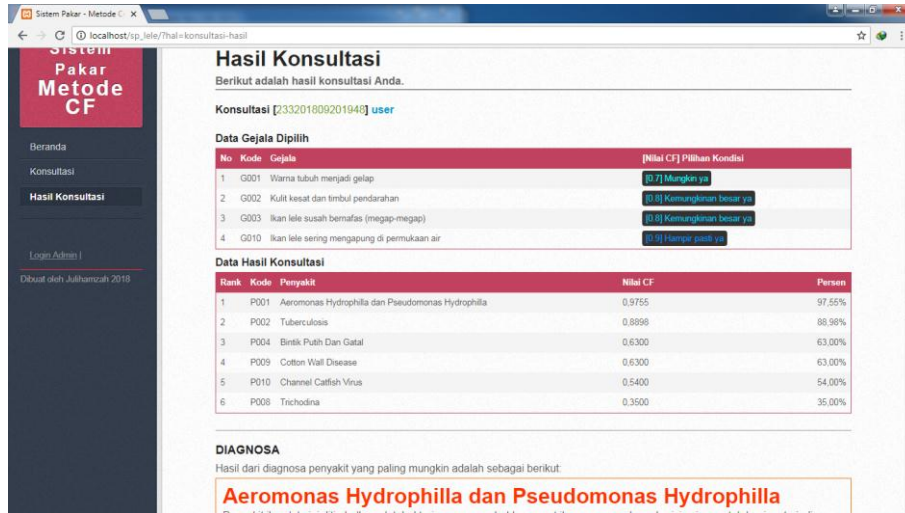 Sistem Pakar - Metode C
localhost/sp_lele/?hal=konsultasi-hasil
Sistem
Pakar
Metode
CF
Beranda
Konsultasi
Hasil Konsultasi
Login Admin |
Dibuat oleh Julihamzah 2018
Hasil Konsultasi
Berikut adalah hasil konsultasi Anda.
Konsultasi [233201809201948] user
Data Gejala Dipilih
No Kode Gejala [Nilai CF] Pilihan Kondisi
1 G001 Warna tubuh menjadi gelap [0.7] Mungkin ya
2 G002 Kulit kesat dan timbul pendarahan [0.8] Kemungkinan besar ya
3 G003 Ikan lele susah bernafas (megap-megap) [0.8] Kemungkinan besar ya
4 G010 Ikan lele sering mengapung di permukaan air [0.9] Hampir pasti ya
Data Hasil Konsultasi
Rank Kode Penyakit Nilai CF Persen
1 P001 Aeromonas Hydrophilla dan Pseudomonas Hydrophilla 0,9755 97,55%
2 P002 Tuberculosis 0,8898 88,98%
3 P004 Bintik Putih Dan Gatal 0,6300 63,00%
4 P009 Cotton Wall Disease 0,6300 63,00%
5 P010 Channel Catfish Virus 0,5400 54,00%
6 P008 Trichodina 0,3500 35,00%
DIAGNOSA
Hasil dari diagnosa penyakit yang paling mungkin adalah sebagai berikut:
Aeromonas Hydrophilla dan Pseudomonas Hydrophilla